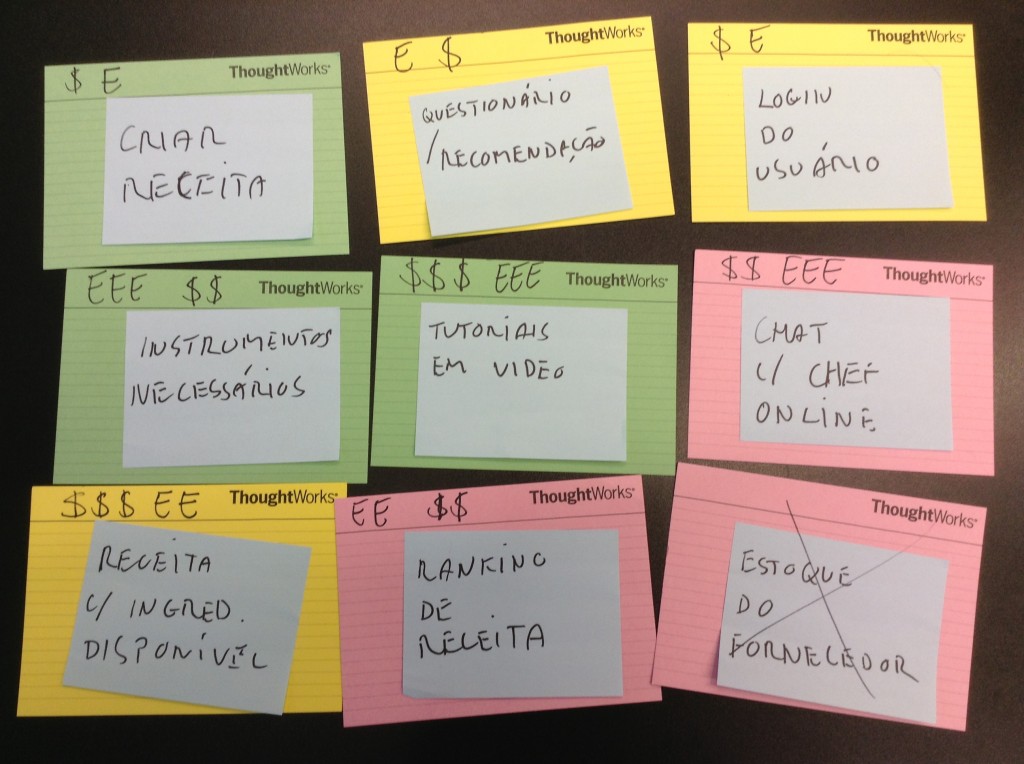 $ E ThoughtWorks®
CRIAR
RECEITA
E $ ThoughtWorks®
QUESTIONÁRIO
/RECOMENDAÇÃO
$ E ThoughtWorks®
LOGIN
DO
USUÁRIO
EEE $$ ThoughtWorks®
INSTRUMENTOS
NECESSÁRIOS
$$$ EEE ThoughtWorks®
TUTORIAIS
EM VIDEO
$$ EEE ThoughtWorks®
CHAT
C/ CHEF
ONLINE
$$$ EE ThoughtWorks®
RECEITA
C/ INGRED.
DISPONÍVEL
EE $$ ThoughtWorks®
RANKING
DE
RECEITA
ThoughtWorks®
ESTOQUE
DO
FORNECEDOR